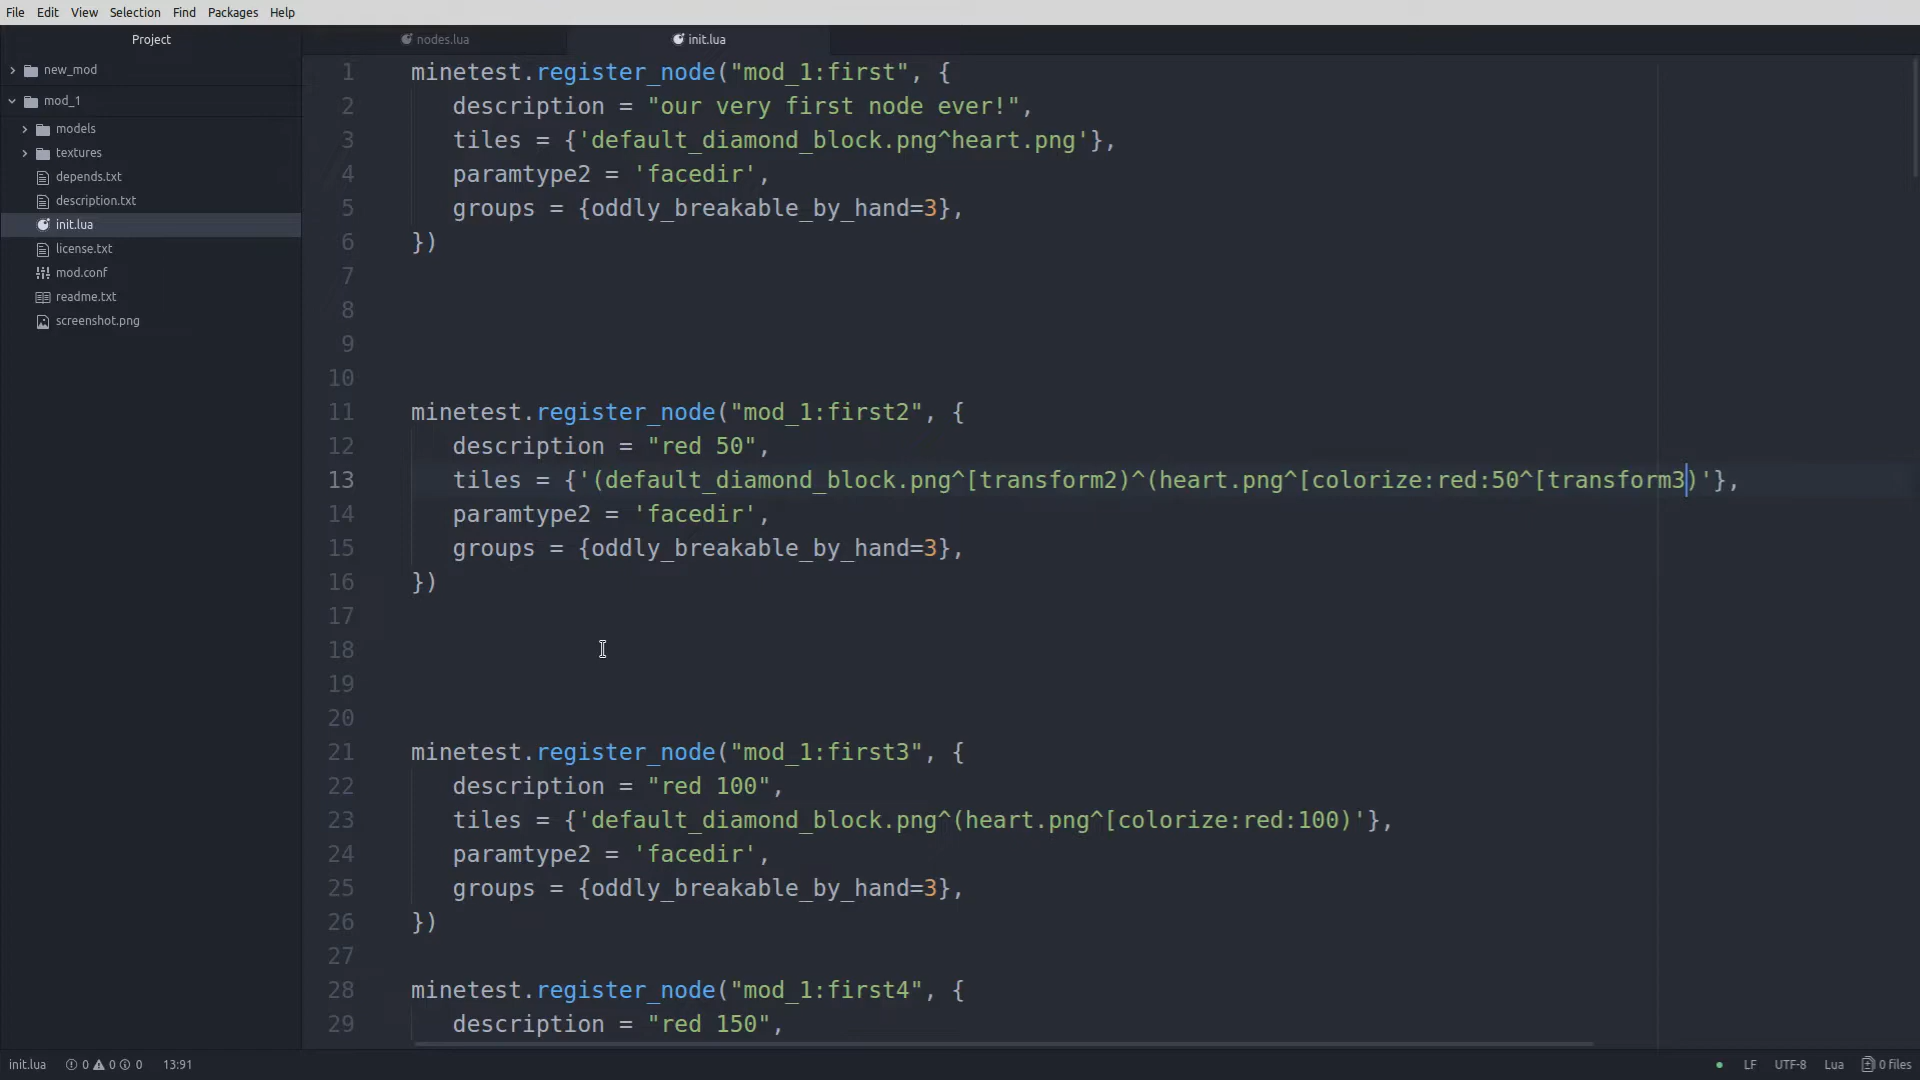 File Edit View Selection Find Packages Help
Project
new_mod
mod_1
models
textures
depends.txt
description.txt
init.lua
license.txt
mod.conf
readme.txt
screenshot.png
nodes.lua
init.lua
1 minetest.register_node("mod_1:first", {
2 description = "our very first node ever!",
3 tiles = {'default_diamond_block.png^heart.png'},
4 paramtype2 = 'facedir',
5 groups = {oddly_breakable_by_hand=3},
6 })
7
8
9
10
11 minetest.register_node("mod_1:first2", {
12 description = "red 50",
13 tiles = {'(default_diamond_block.png^[transform2)^(heart.png^[colorize:red:50^[transform3)'},
14 paramtype2 = 'facedir',
15 groups = {oddly_breakable_by_hand=3},
16 })
17
18
19
20
21 minetest.register_node("mod_1:first3", {
22 description = "red 100",
23 tiles = {'default_diamond_block.png^(heart.png^[colorize:red:100)'},
24 paramtype2 = 'facedir',
25 groups = {oddly_breakable_by_hand=3},
26 })
27
28 minetest.register_node("mod_1:first4", {
29 description = "red 150",
init.lua 0 0 0 13:91 LF UTF-8 Lua 0 files